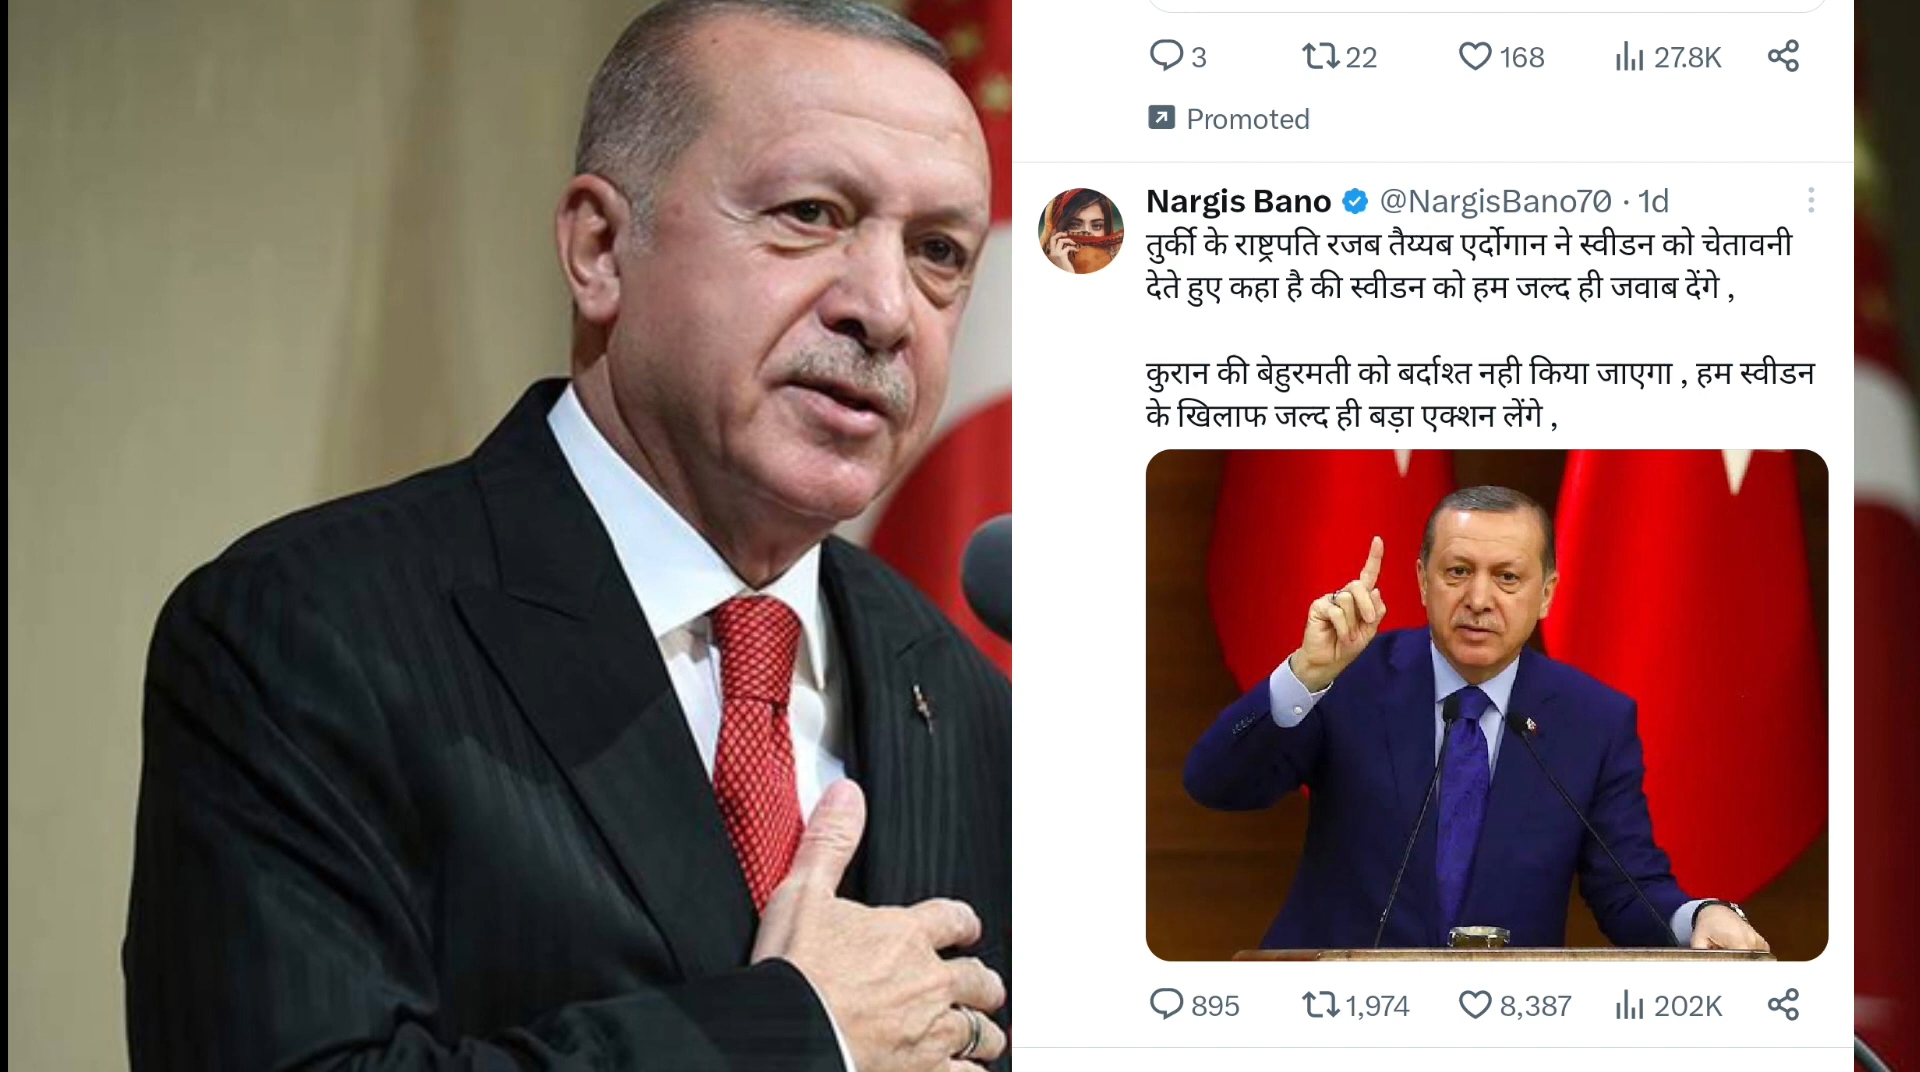 3 22 168 27.8K
Promoted
Nargis Bano @NargisBano70 · 1d
तुर्की के राष्ट्रपति रजब तैय्यब एर्दोगान ने स्वीडन को चेतावनी
देते हुए कहा है की स्वीडन को हम जल्द ही जवाब देंगे ,
कुरान की बेहुरमती को बर्दाश्त नही किया जाएगा , हम स्वीडन
के खिलाफ जल्द ही बड़ा एक्शन लेंगे ,
895 1,974 8,387 202K